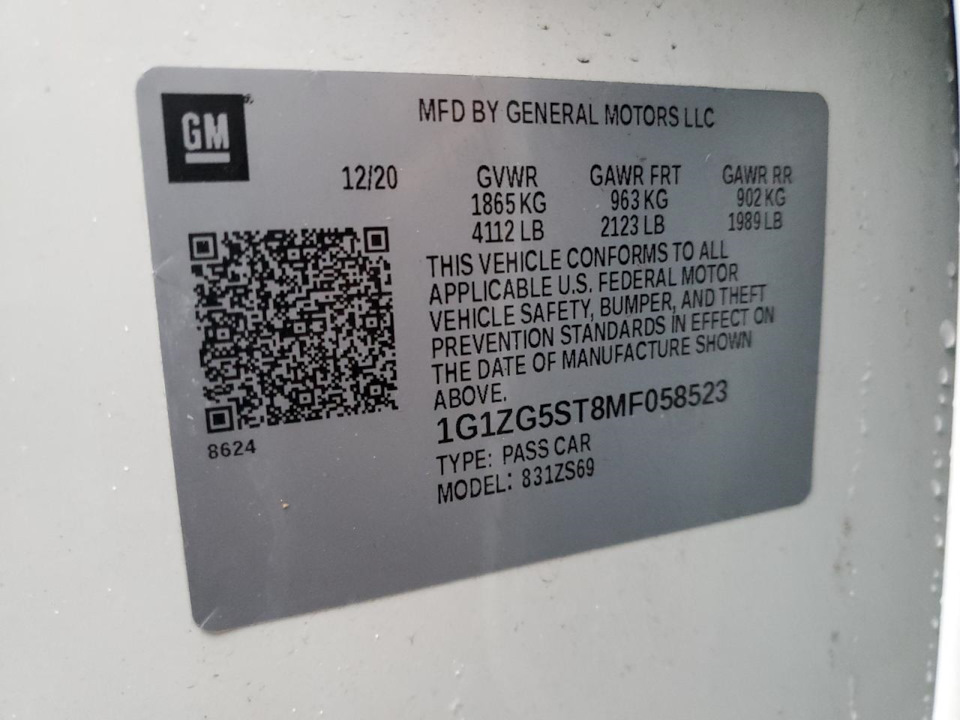 GM
MFD BY GENERAL MOTORS LLC
12/20
GVWR GAWR FRT GAWR RR
1865 KG 963 KG 902 KG
4112 LB 2123 LB 1989 LB
THIS VEHICLE CONFORMS TO ALL
APPLICABLE U.S. FEDERAL MOTOR
VEHICLE SAFETY, BUMPER, AND THEFT
PREVENTION STANDARDS IN EFFECT ON
THE DATE OF MANUFACTURE SHOWN
ABOVE.
1G1ZG5ST8MF058523
TYPE: PASS CAR
MODEL: 831ZS69
8624